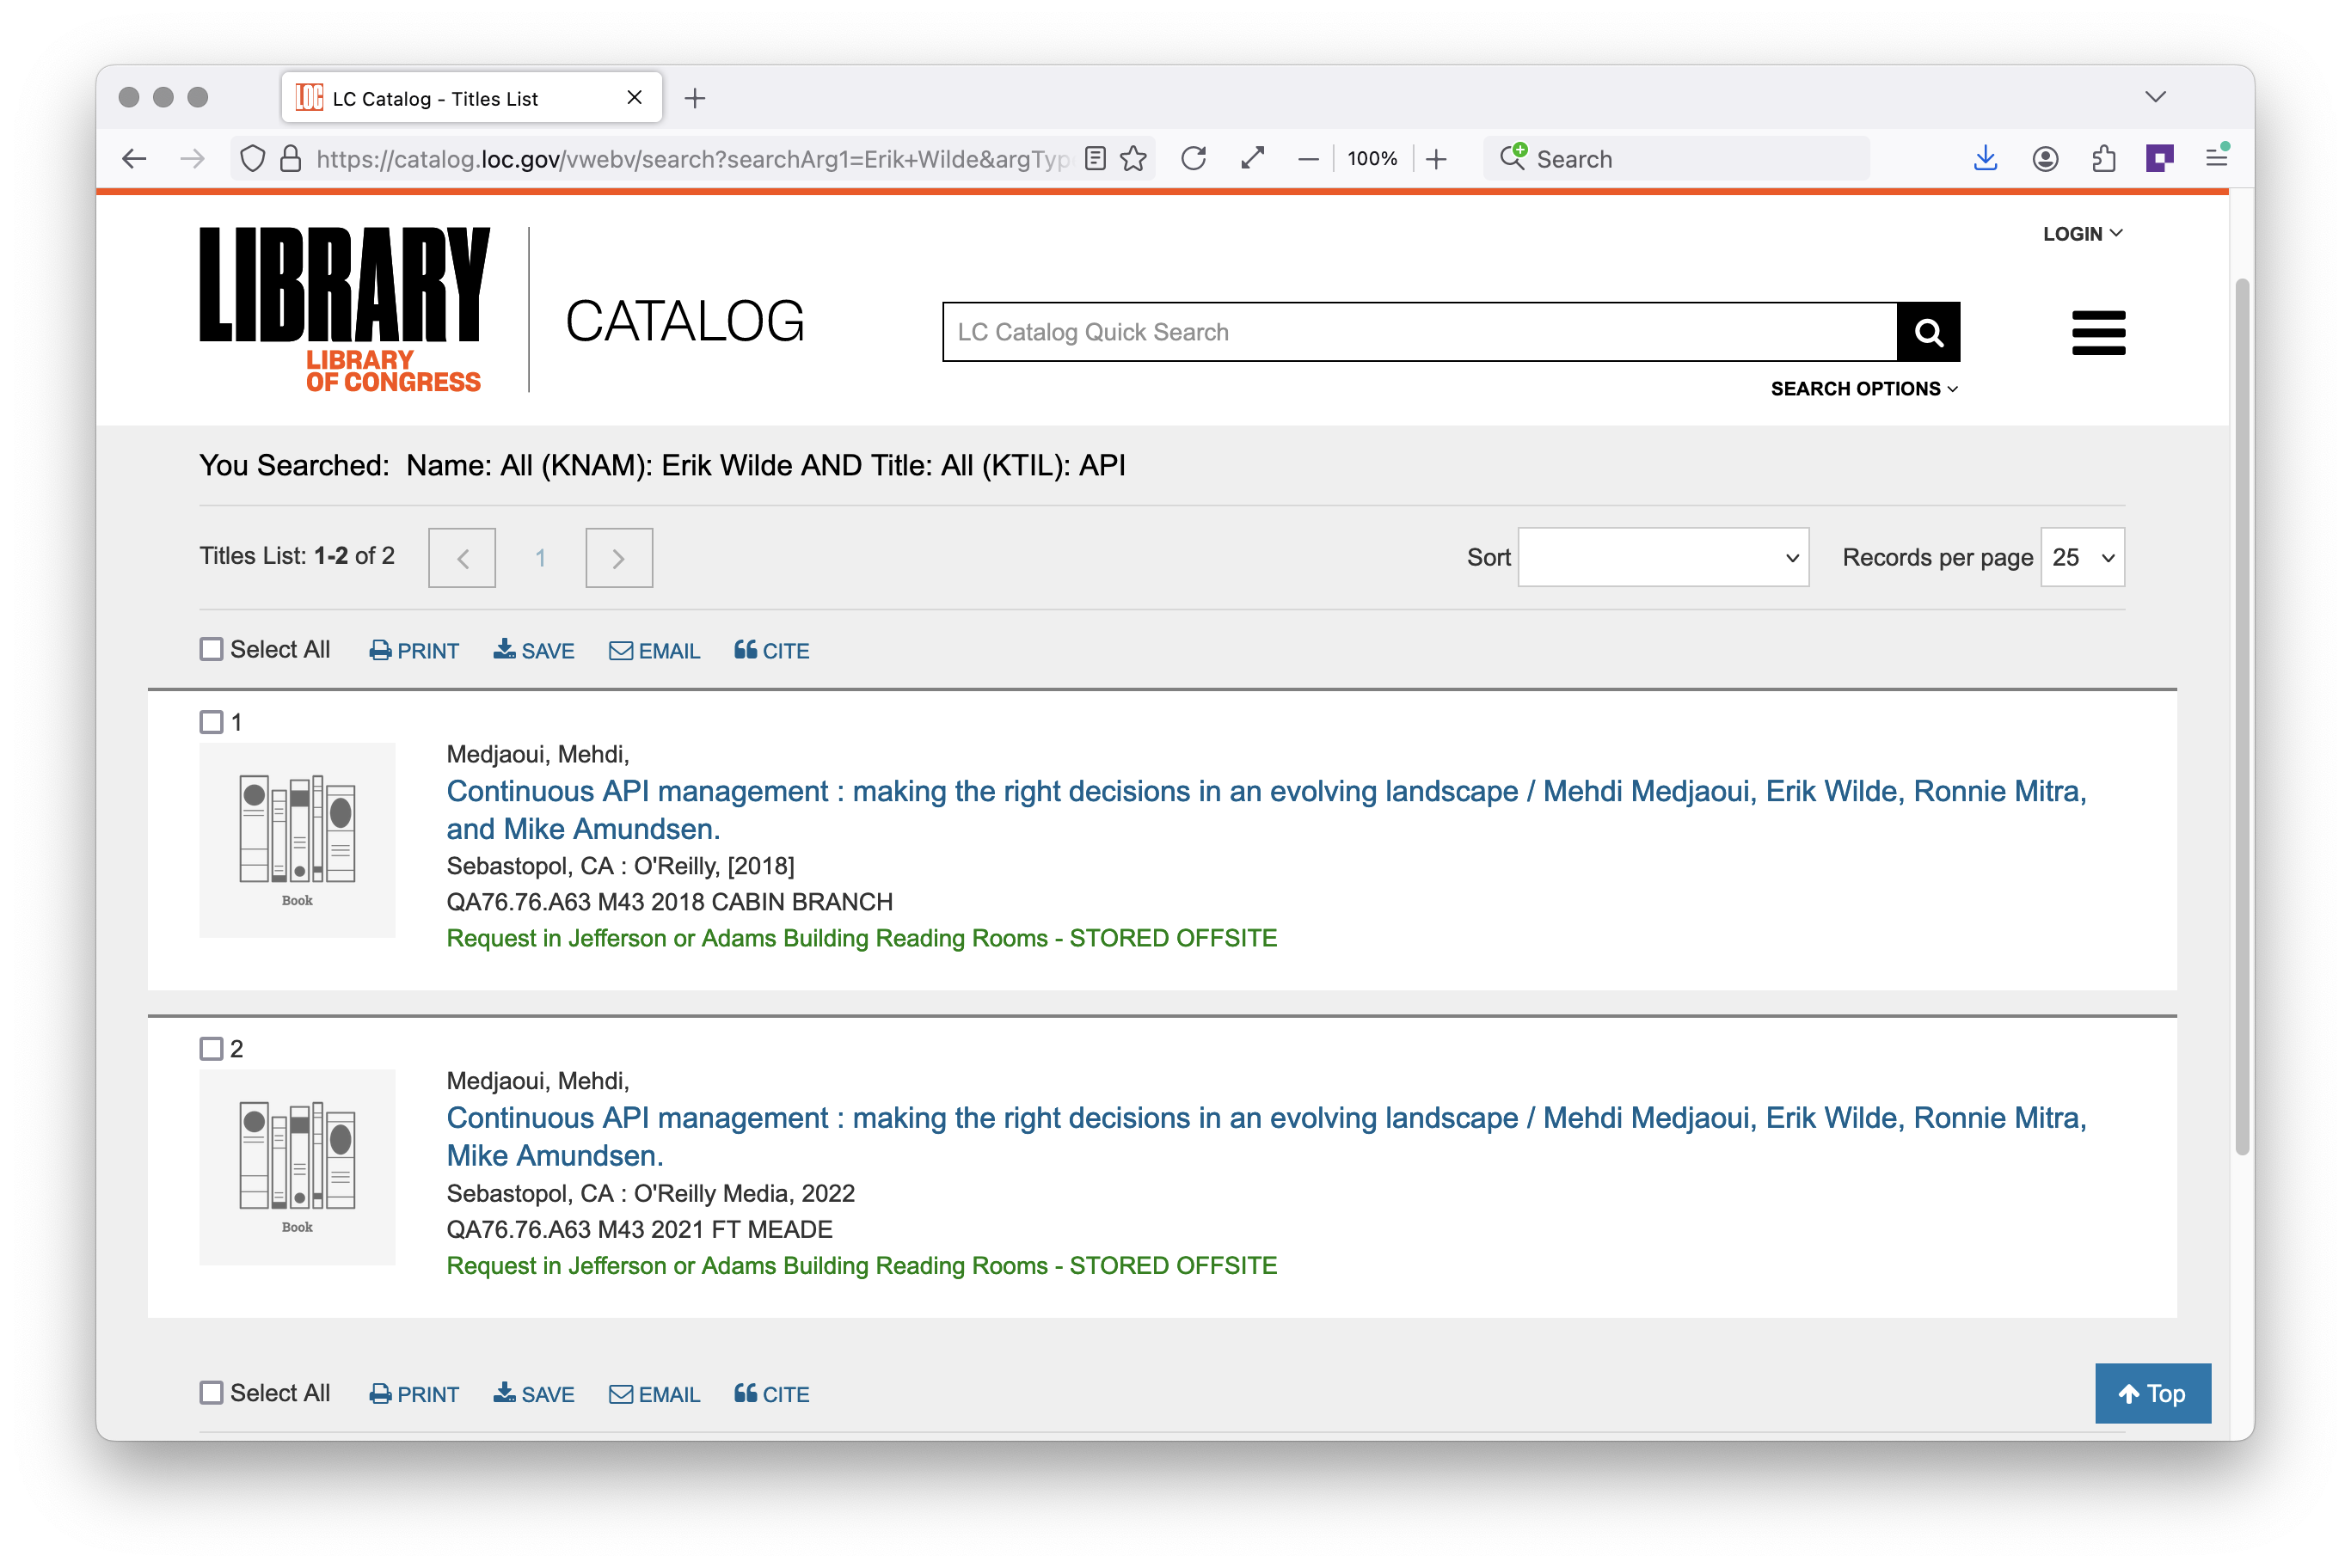 LOC LC Catalog - Titles List
https://catalog.loc.gov/vwebv/search?searchArg1=Erik+Wilde&argTyp
100%
Search
LOGIN
LIBRARY
LIBRARY
OF CONGRESS
CATALOG
LC Catalog Quick Search
SEARCH OPTIONS
You Searched: Name: All (KNAM): Erik Wilde AND Title: All (KTIL): API
Titles List: 1-2 of 2
1
Sort
Records per page 25
Select All PRINT SAVE EMAIL CITE
1
Book
Medjaoui, Mehdi,
Continuous API management : making the right decisions in an evolving landscape / Mehdi Medjaoui, Erik Wilde, Ronnie Mitra,
and Mike Amundsen.
Sebastopol, CA : O'Reilly, [2018]
QA76.76.A63 M43 2018 CABIN BRANCH
Request in Jefferson or Adams Building Reading Rooms - STORED OFFSITE
2
Book
Medjaoui, Mehdi,
Continuous API management : making the right decisions in an evolving landscape / Mehdi Medjaoui, Erik Wilde, Ronnie Mitra,
Mike Amundsen.
Sebastopol, CA : O'Reilly Media, 2022
QA76.76.A63 M43 2021 FT MEADE
Request in Jefferson or Adams Building Reading Rooms - STORED OFFSITE
Select All PRINT SAVE EMAIL CITE
Top